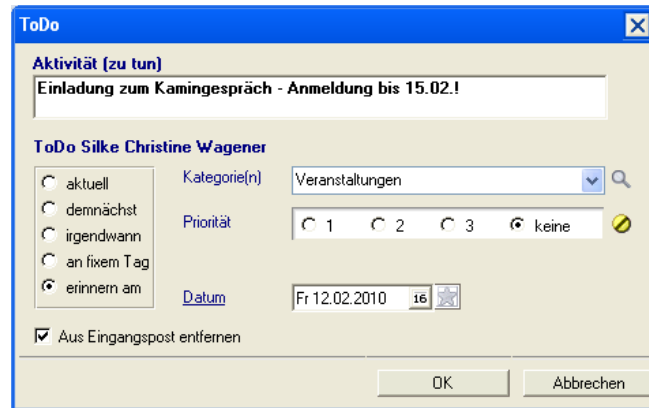 ToDo
Aktivität (zu tun)
Einladung zum Kamingespräch - Anmeldung bis 15.02.!
ToDo Silke Christine Wagener
aktuell
demnächst
irgendwann
an fixem Tag
erinnern am
Kategorie(n) Veranstaltungen
Priorität 1 2 3 keine
Datum Fr 12.02.2010 16
Aus Eingangspost entfernen
OK Abbrechen